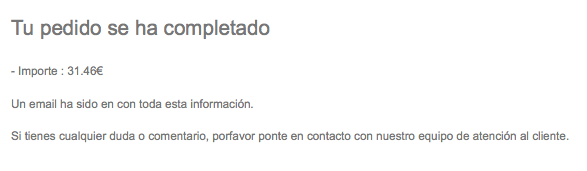 Tu pedido se ha completado
- Importe : 31.46€
Un email ha sido en con toda esta información.
Si tienes cualquier duda o comentario, porfavor ponte en contacto con nuestro equipo de atención al cliente.